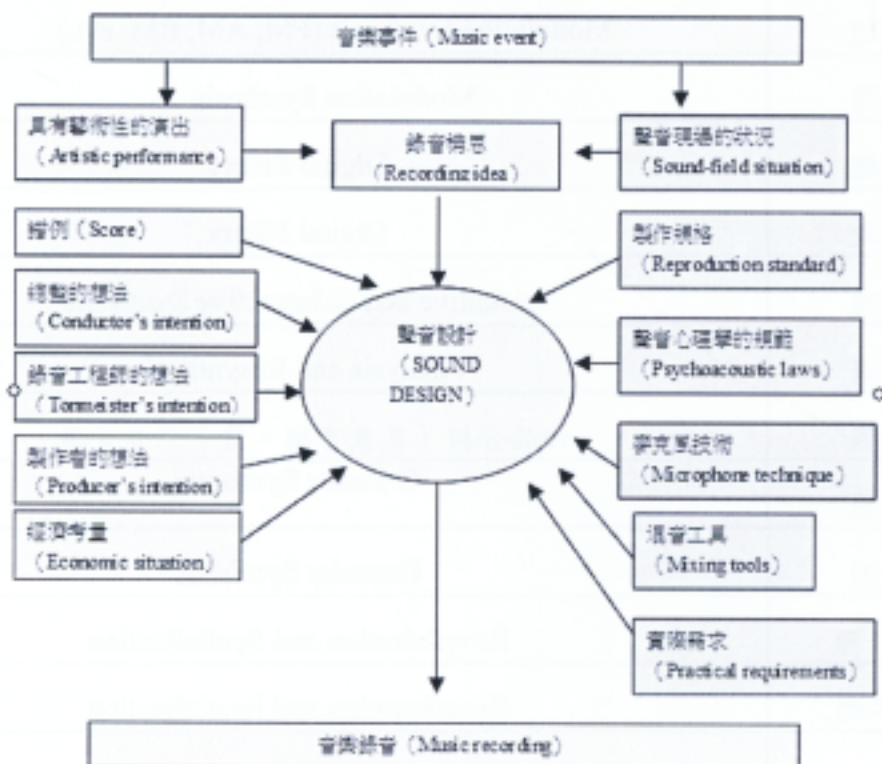 音樂事件（Music event）
具有藝術性的演出
（Artistic performance）
錄音構思
（Recordinz idea）
聲音現場的狀況
（Sound-field situation）
譜例（Score）
總監的想法
（Conductor's intention）
錄音工程師的想法
（Tonmeister's intention）
製作者的想法
（Producer's intention）
經濟考量
（Economic situation）
聲音設計
（SOUND
DESIGN）
製作規格
（Reproduction standard）
聲音心理學的規範
（Psychoacoustic laws）
麥克風技術
（Microphone technique）
混音工具
（Mixing tools）
實際需求
（Practical requirements）
音樂錄音（Music recording）